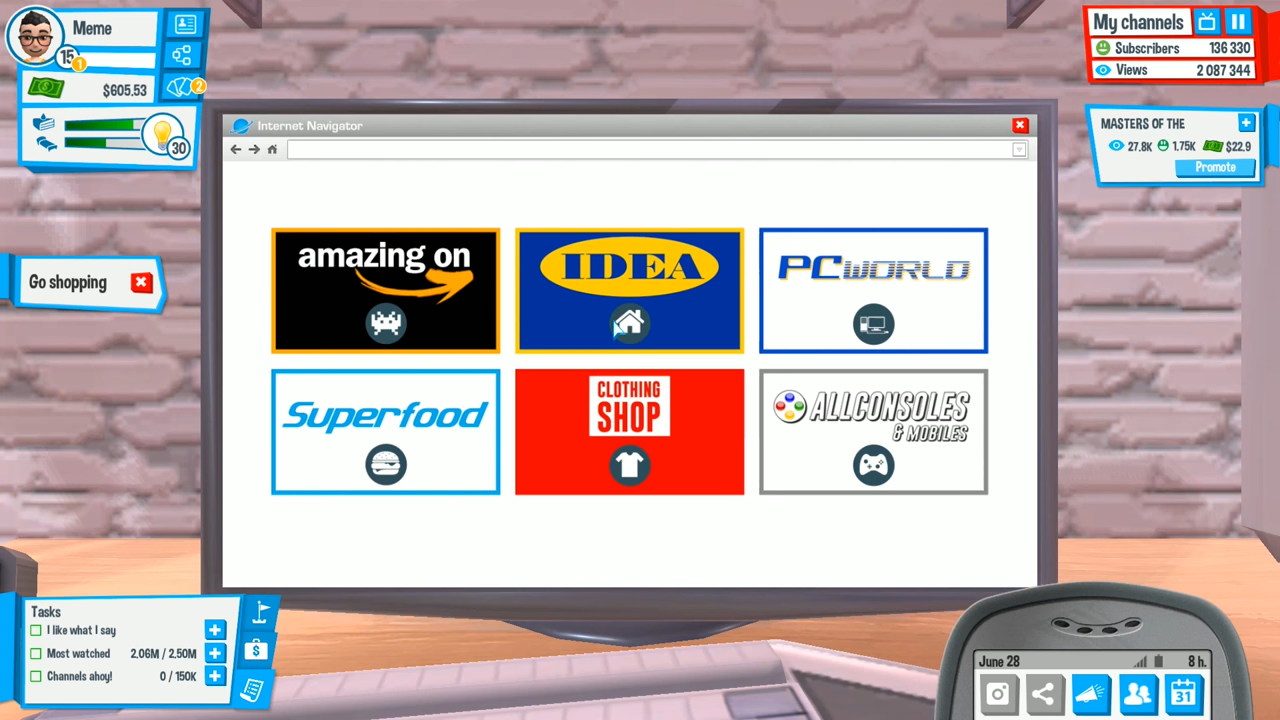 Meme
15
1
$605.53
2
30
My channels
Subscribers 136 330
Views 2 087 344
MASTERS OF THE
27.8K 1.75K $22.9
Promote
Internet Navigator
Go shopping
amazing on
IDEA
PCWORLD
Superfood
CLOTHING
SHOP
ALLCONSOLES
& MOBILES
Tasks
I like what I say
Most watched 2,06M / 2,50M
Channels ahoy! 0 / 150K
$
June 28 8 h.
31